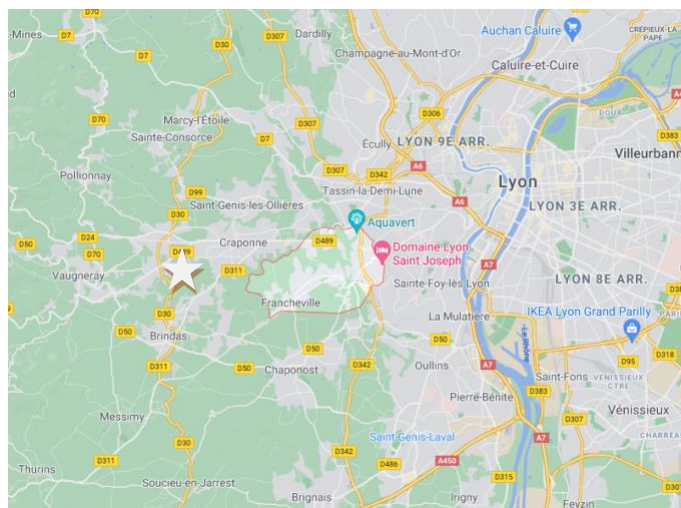 D70
D30
D307
Dardilly
-Mines
D7
D7
Champagne-au-Mont-d'Or
Auchan Caluire
CRÉPIEUX-LA
PAPE
Caluire-et-Cuire
D70
Marcy-l'Étoile
D307
D306
DOUA
Sainte-Consorce
D7
D383
Écully
LYON 9E ARR.
Villeurbann
Pollionnay
D307
D342
A6
D99
Tassin-la-Demi-Lune
Lyon
D30
Saint-Genis-les-Ollières
A6
LYON 3E ARR.
Aquavert
D50
D24
D70
Craponne
D489
Domaine Lyon
Saint Joseph
D311
A7
Vaugneray
Sainte-Foy-lès-Lyon
LYON 8E ARR.
Francheville
D30
La Mulatière
IKEA Lyon Grand Parilly
D50
Brindas
D50
D50
D311
D50
Chaponost
D342
Oullins
A7
Le Rhône
D95
D318
Saint-Fons
VÉNISSIEUX
CTRE
Messimy
Pierre-Bénite
D383
D307
Vénissieux
D30
Saint-Genis-Laval
A7
D311
D342
D486
A450
Thurins
D315
Soucieu-en-Jarrest
Brignais
Irigny
Feyzin